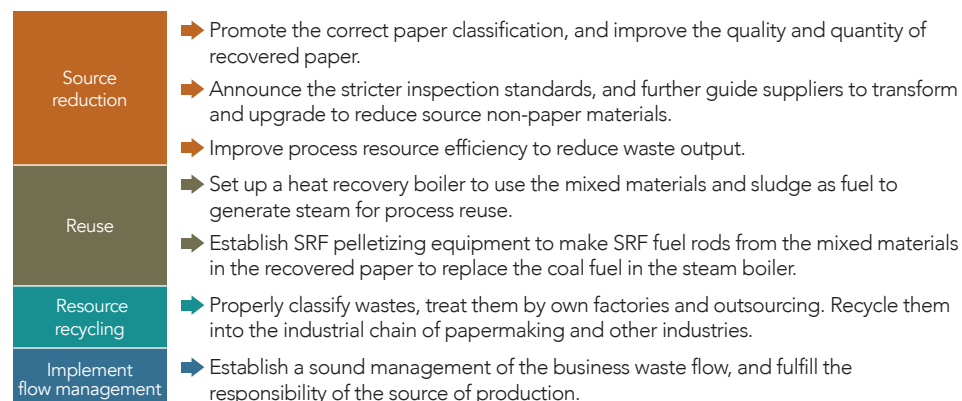 Source
reduction
Promote the correct paper classification, and improve the quality and quantity of
recovered paper.
Announce the stricter inspection standards, and further guide suppliers to transform
and upgrade to reduce source non-paper materials.
Improve process resource efficiency to reduce waste output.
Reuse
Set up a heat recovery boiler to use the mixed materials and sludge as fuel to
generate steam for process reuse.
Establish SRF pelletizing equipment to make SRF fuel rods from the mixed materials
in the recovered paper to replace the coal fuel in the steam boiler.
Resource
recycling
Properly classify wastes, treat them by own factories and outsourcing. Recycle them
into the industrial chain of papermaking and other industries.
Implement
flow management
Establish a sound management of the business waste flow, and fulfill the
responsibility of the source of production.